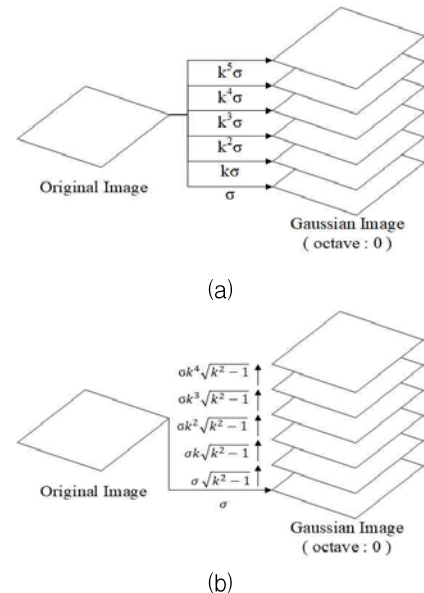 k⁵σ
k⁴σ
k³σ
k²σ
kσ
σ
Original Image
Gaussian Image
( octave : 0 )
(a)
σk⁴√(k² − 1)
σk³√(k² − 1)
σk²√(k² − 1)
σk√(k² − 1)
σ√(k² − 1)
σ
Original Image
Gaussian Image
(octave : 0 )
(b)